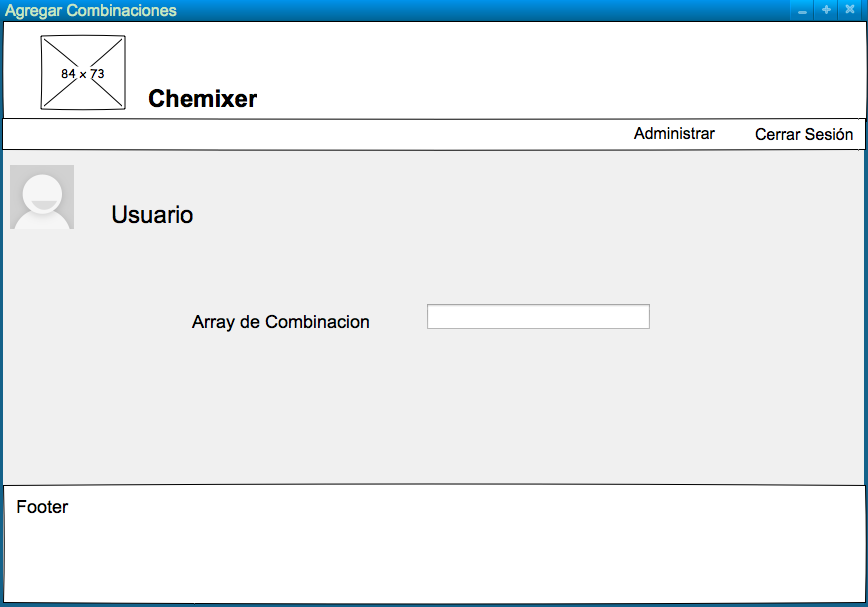 Agregar Combinaciones
84 x 73
Chemixer
Administrar
Cerrar Sesión
Usuario
Array de Combinacion
Footer